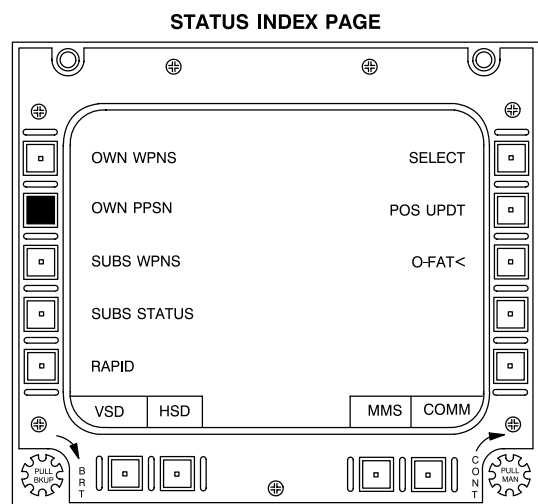 STATUS INDEX PAGE
OWN WPNS SELECT
OWN PPSN POS UPDT
SUBS WPNS O-FAT<
SUBS STATUS
RAPID
VSD HSD MMS COMM
PULL BKUP
BRT
CONT
PULL MAN